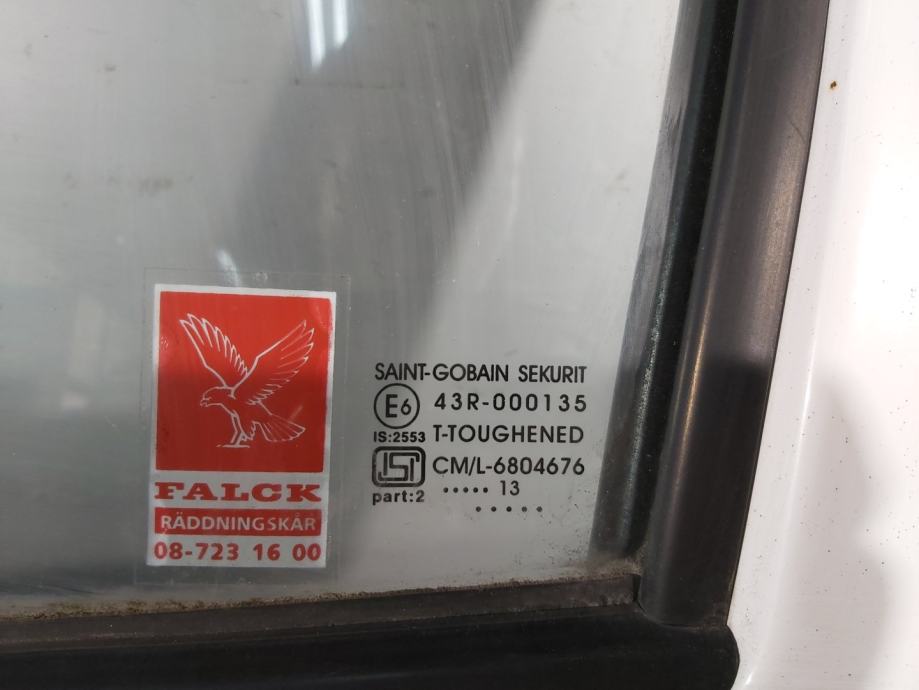 FALCK
RÄDDNINGSKÅR
08-723 16 00
SAINT-GOBAIN SEKURIT
E6 43R-000135
IS:2553 T-TOUGHENED
ISI CM/L-6804676
part:2 ..... 13
.....